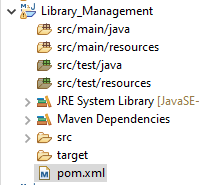 Library_Management
src/main/java
src/main/resources
src/test/java
src/test/resources
JRE System Library [JavaSE-
Maven Dependencies
src
target
pom.xml